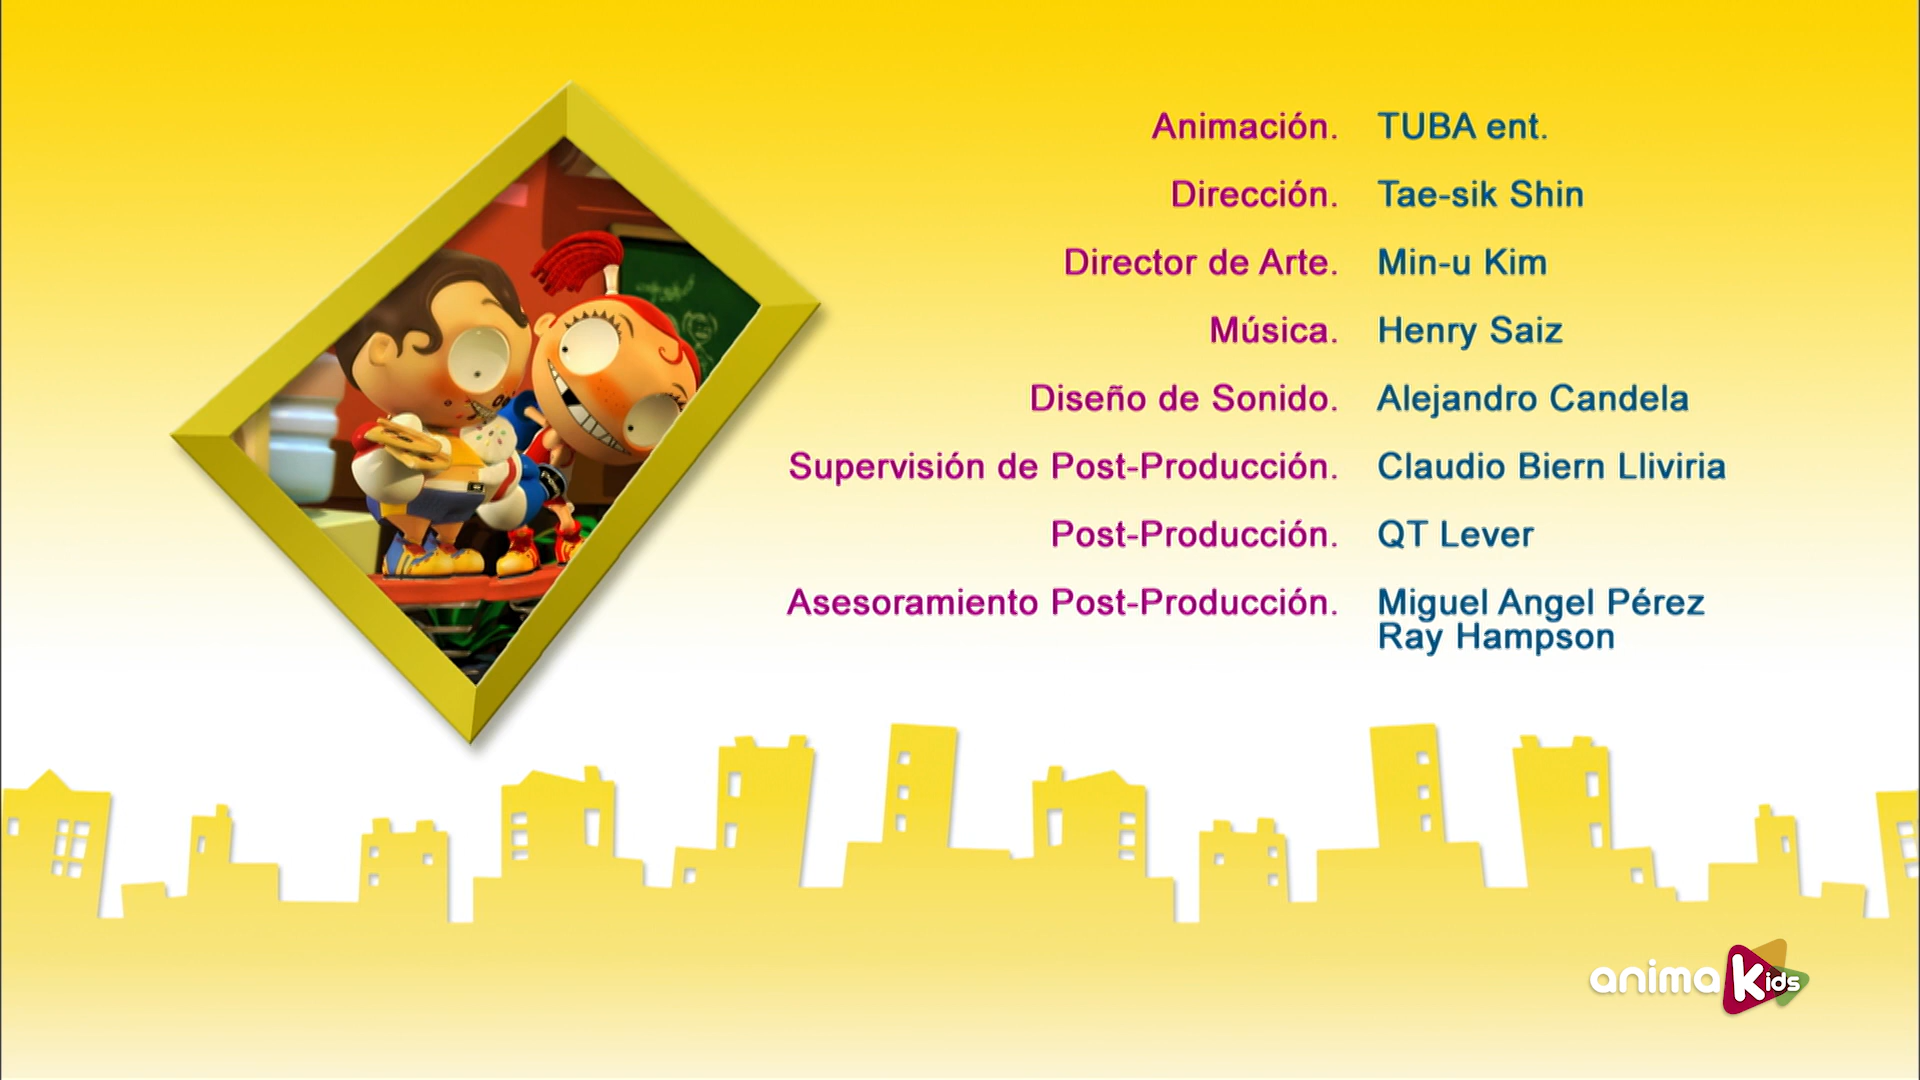 Animación. TUBA ent.
Dirección. Tae-sik Shin
Director de Arte. Min-u Kim
Música. Henry Saiz
Diseño de Sonido. Alejandro Candela
Supervisión de Post-Producción. Claudio Biern Lliviria
Post-Producción. QT Lever
Asesoramiento Post-Producción. Miguel Angel Pérez
Ray Hampson
anima Kids